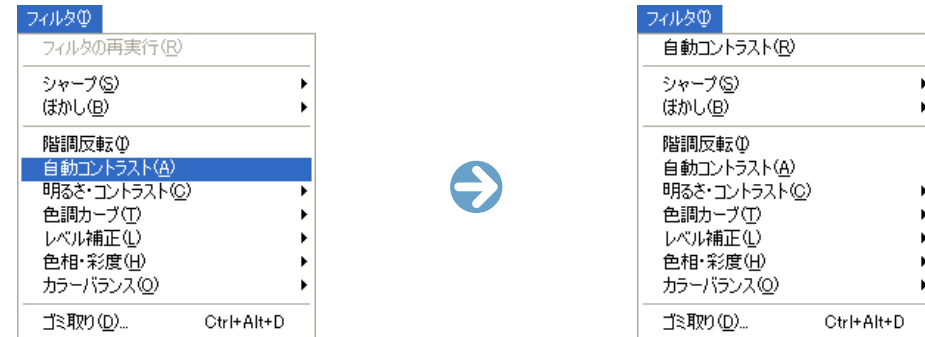 フィルタ(I)
フィルタの再実行(R)
シャープ(S)
ぼかし(B)
階調反転(I)
自動コントラスト(A)
明るさ・コントラスト(C)
色調カーブ(T)
レベル補正(L)
色相・彩度(H)
カラーバランス(O)
ゴミ取り(D)... Ctrl+Alt+D
フィルタ(I)
自動コントラスト(R)
シャープ(S)
ぼかし(B)
階調反転(I)
自動コントラスト(A)
明るさ・コントラスト(C)
色調カーブ(T)
レベル補正(L)
色相・彩度(H)
カラーバランス(O)
ゴミ取り(D)... Ctrl+Alt+D